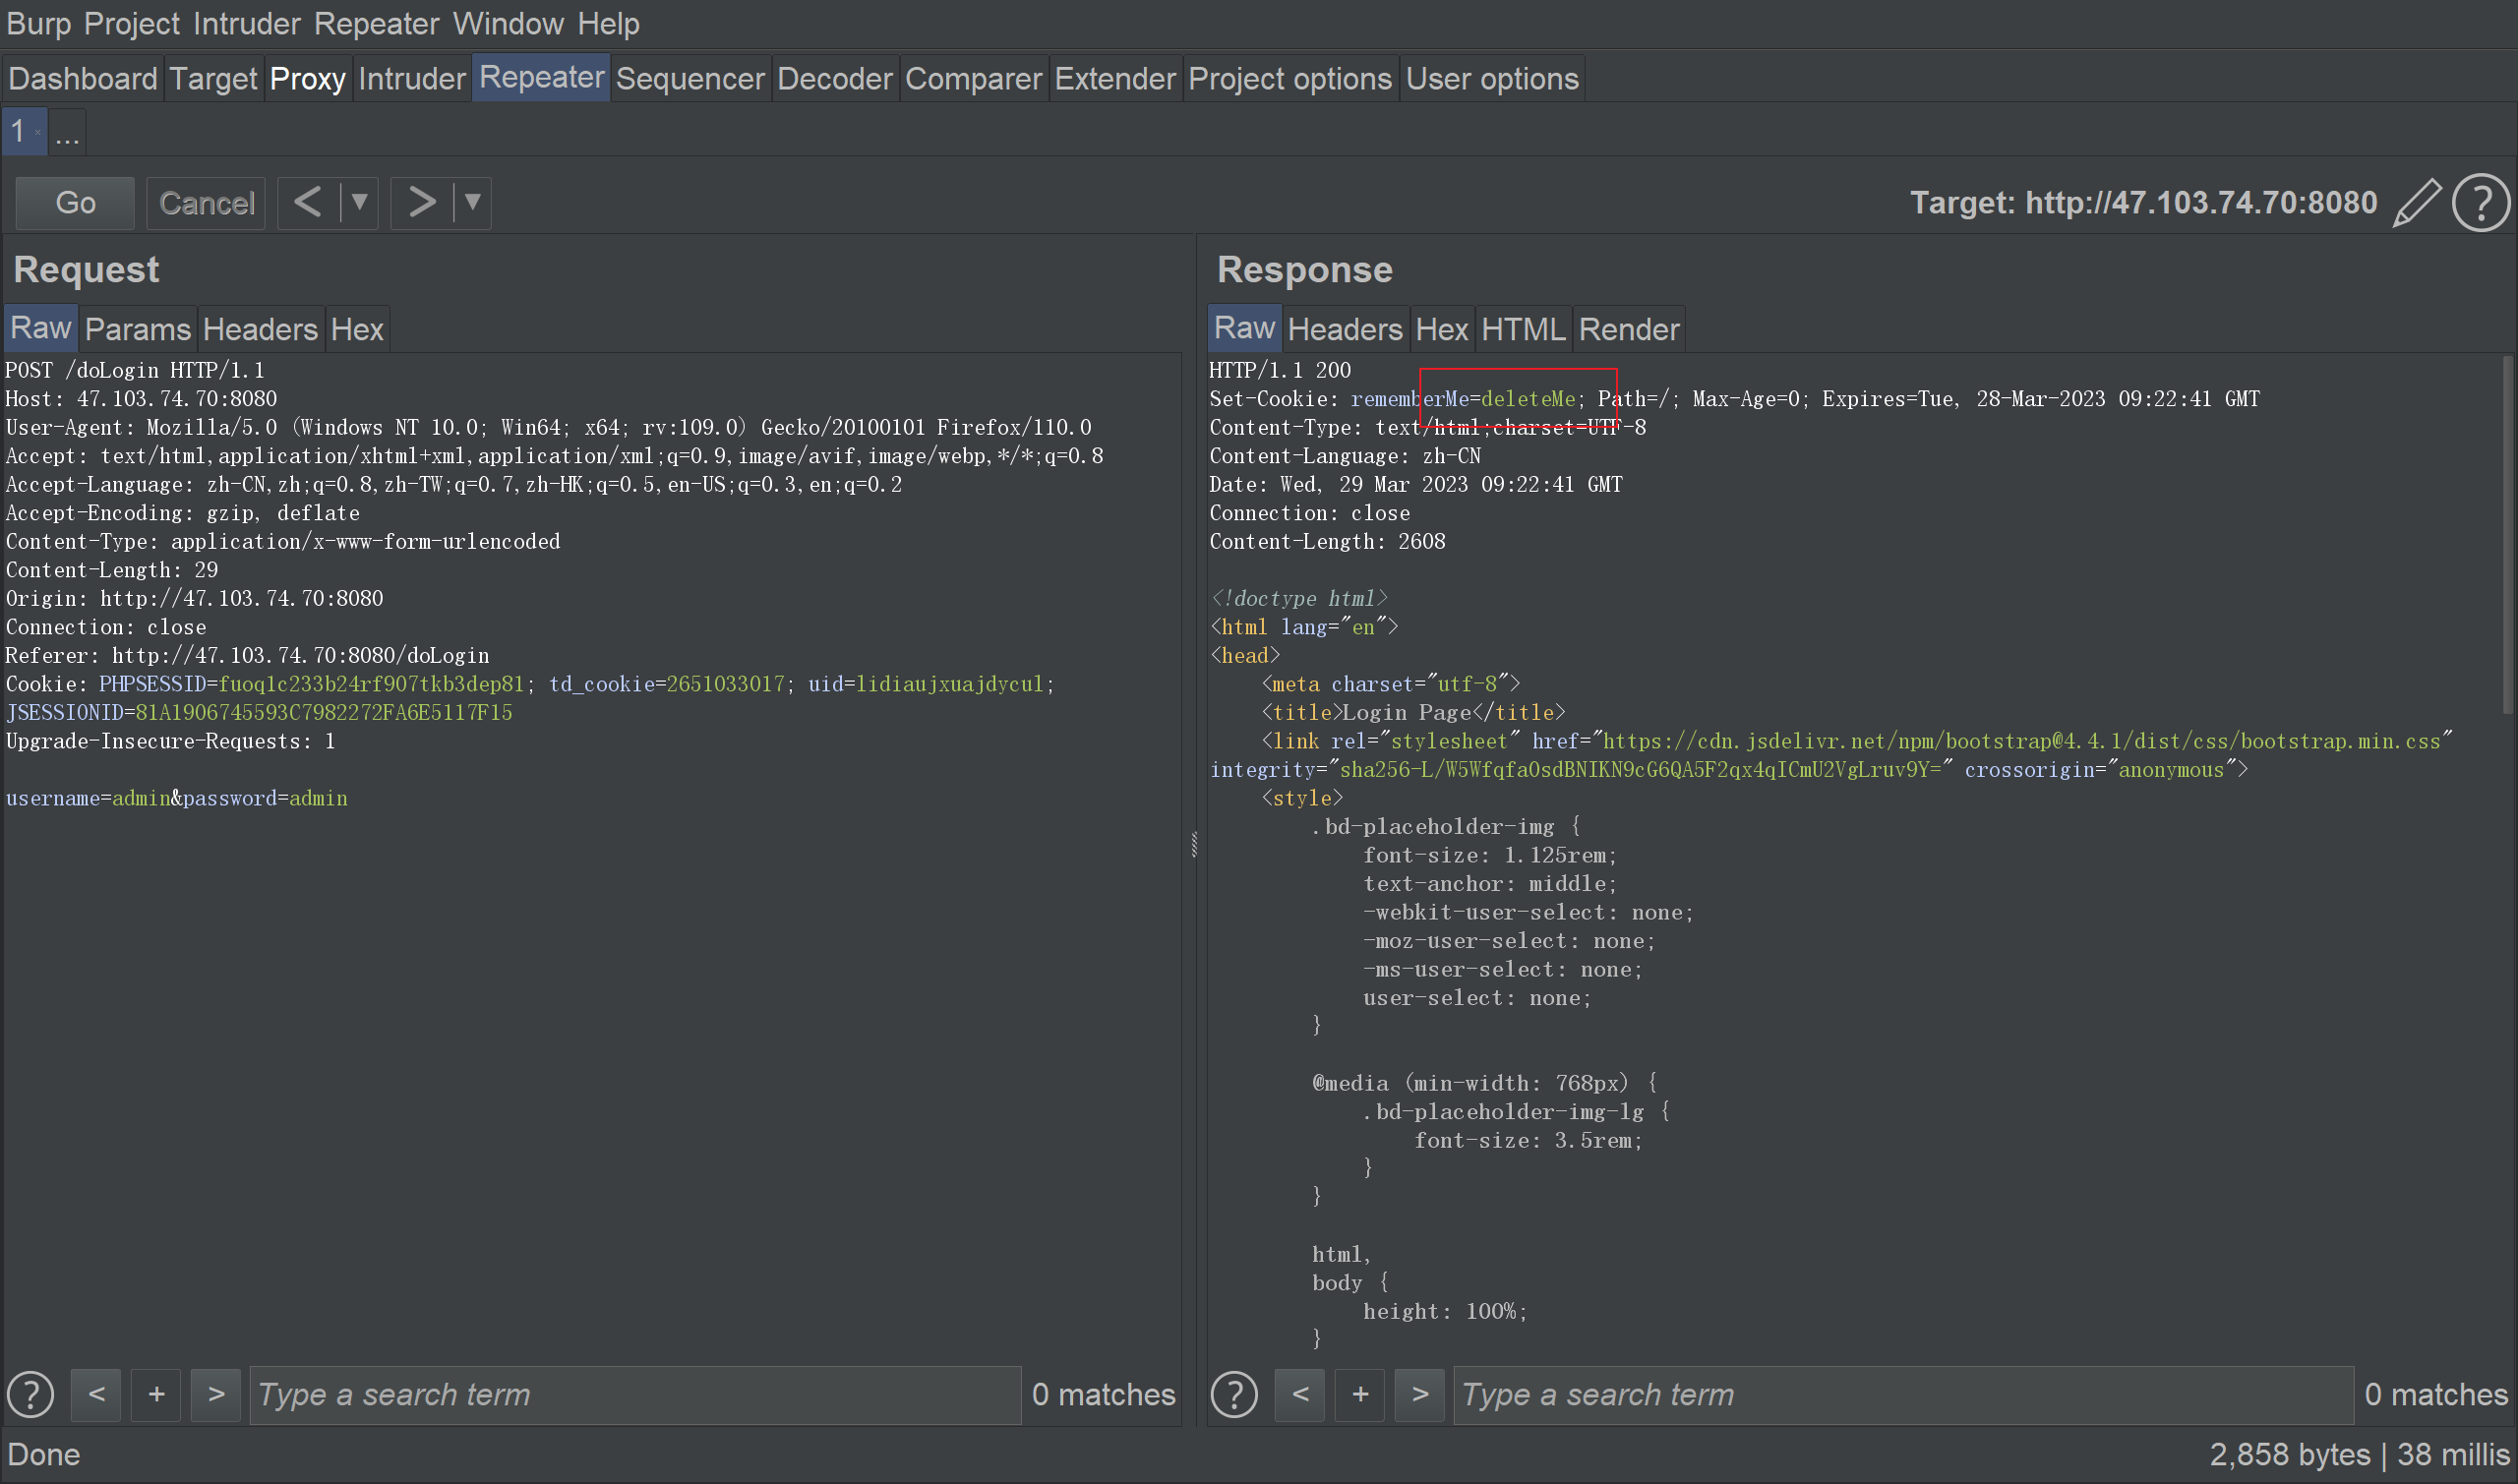 Burp Project Intruder Repeater Window Help
Dashboard Target Proxy Intruder Repeater Sequencer Decoder Comparer Extender Project options User options
1 × ...
Go Cancel < ▼ > ▼ Target: http://47.103.74.70:8080 ?
Request
Raw Params Headers Hex
POST /doLogin HTTP/1.1
Host: 47.103.74.70:8080
User-Agent: Mozilla/5.0 (Windows NT 10.0; Win64; x64; rv:109.0) Gecko/20100101 Firefox/110.0
Accept: text/html,application/xhtml+xml,application/xml;q=0.9,image/avif,image/webp,*/*;q=0.8
Accept-Language: zh-CN,zh;q=0.8,zh-TW;q=0.7,zh-HK;q=0.5,en-US;q=0.3,en;q=0.2
Accept-Encoding: gzip, deflate
Content-Type: application/x-www-form-urlencoded
Content-Length: 29
Origin: http://47.103.74.70:8080
Connection: close
Referer: http://47.103.74.70:8080/doLogin
Cookie: PHPSESSID=fuoq1c233b24rf907tkb3dep81; td_cookie=2651033017; uid=lidiaujxuajdycul;
JSESSIONID=81A1906745593C7982272FA6E5117F15
Upgrade-Insecure-Requests: 1
username=admin&password=admin
? < + > Type a search term 0 matches
Response
Raw Headers Hex HTML Render
HTTP/1.1 200
Set-Cookie: rememberMe=deleteMe; Path=/; Max-Age=0; Expires=Tue, 28-Mar-2023 09:22:41 GMT
Content-Type: text/html;charset=UTF-8
Content-Language: zh-CN
Date: Wed, 29 Mar 2023 09:22:41 GMT
Connection: close
Content-Length: 2608
<!doctype html>
<html lang="en">
<head>
<meta charset="utf-8">
<title>Login Page</title>
<link rel="stylesheet" href="https://cdn.jsdelivr.net/npm/bootstrap@4.4.1/dist/css/bootstrap.min.css"
integrity="sha256-L/W5Wfqfa0sdBNIKN9cG6QA5F2qx4qICmU2VgLruv9Y=" crossorigin="anonymous">
<style>
.bd-placeholder-img {
font-size: 1.125rem;
text-anchor: middle;
-webkit-user-select: none;
-moz-user-select: none;
-ms-user-select: none;
user-select: none;
}
@media (min-width: 768px) {
.bd-placeholder-img-lg {
font-size: 3.5rem;
}
}
html,
body {
height: 100%;
}
? < + > Type a search term 0 matches
Done
2,858 bytes | 38 millis